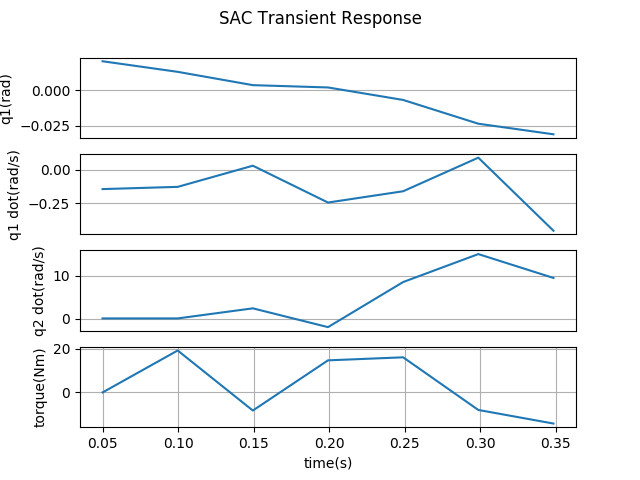 SAC Transient Response
q1(rad)
0.000
−0.025
q1 dot(rad/s)
0.00
−0.25
q2 dot(rad/s)
10
0
torque(Nm)
20
0
0.05 0.10 0.15 0.20 0.25 0.30 0.35
time(s)